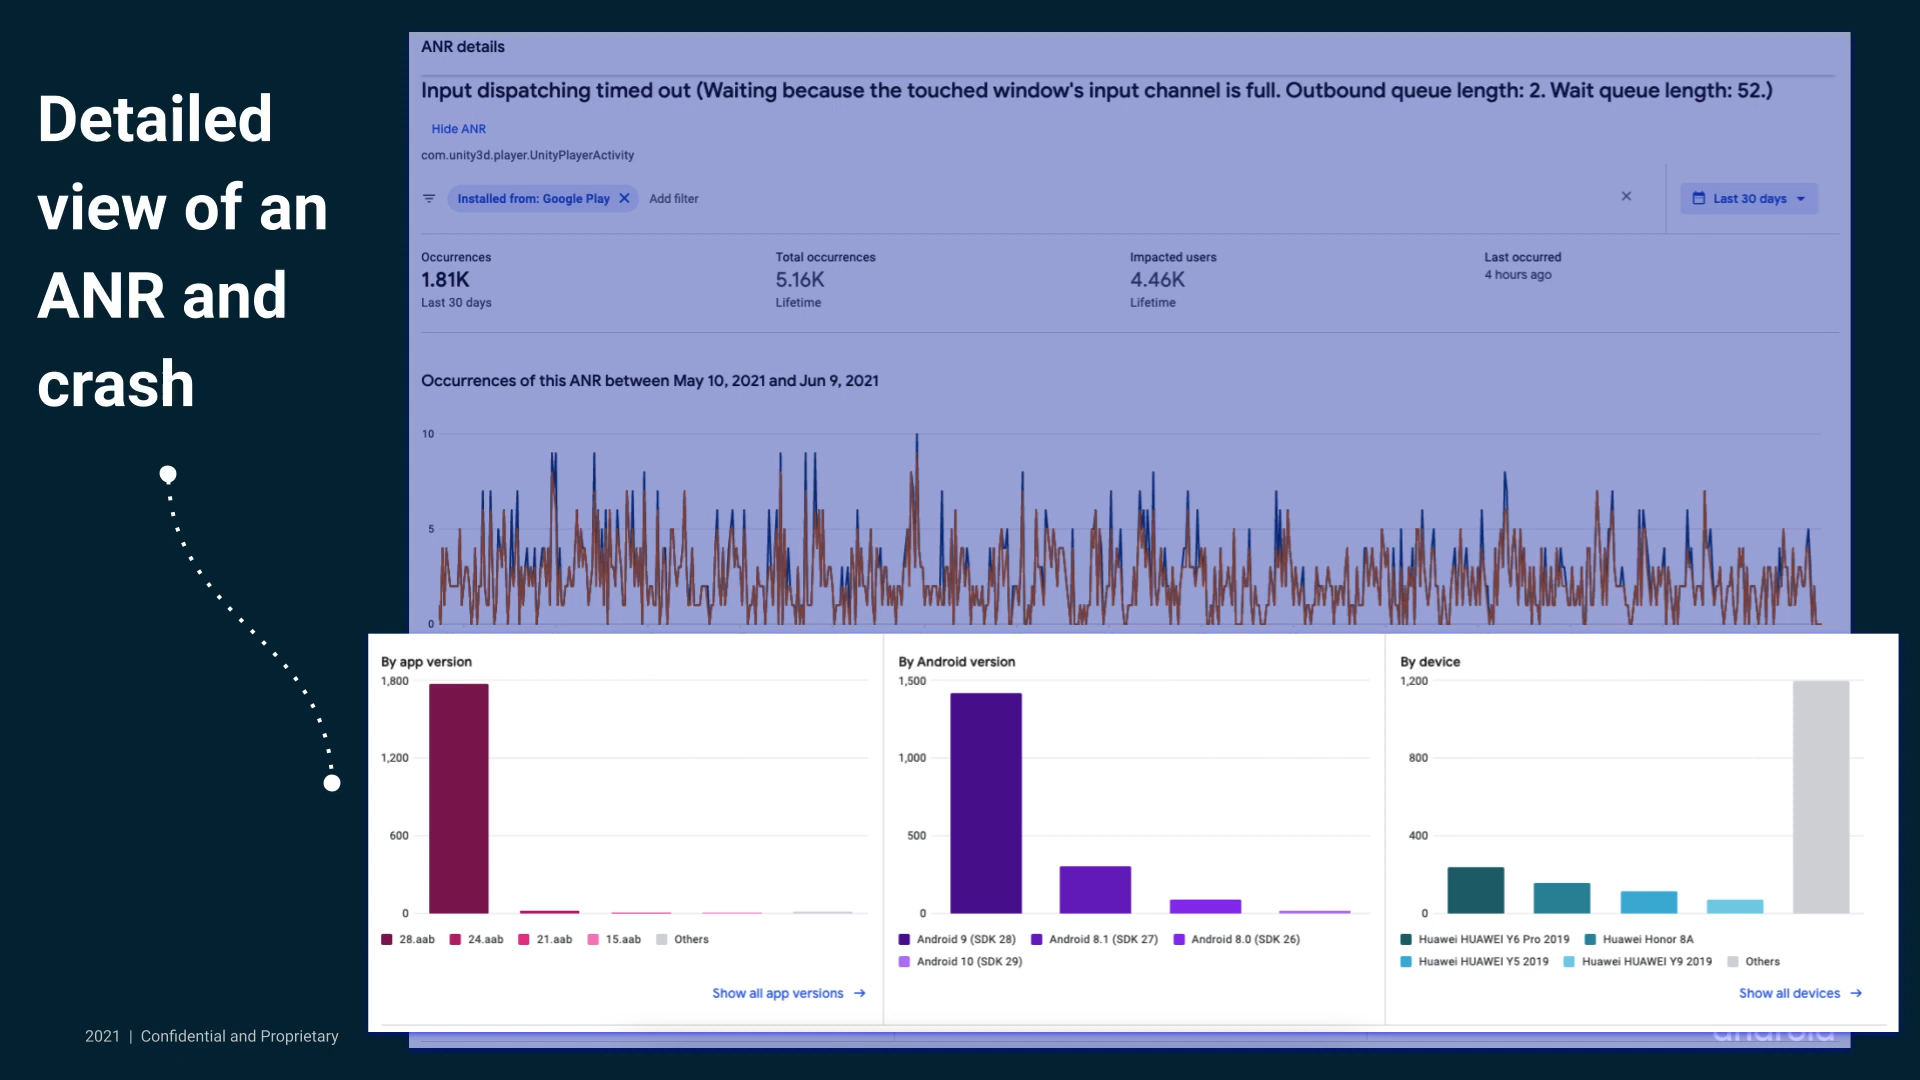 Detailed
view of an
ANR and
crash
ANR details
Input dispatching timed out (Waiting because the touched window's input channel is full. Outbound queue length: 2. Wait queue length: 52.)
Hide ANR
com.unity3d.player.UnityPlayerActivity
Installed from: Google Play Add filter
Last 30 days
Occurrences
1.81K
Last 30 days
Total occurrences
5.16K
Lifetime
Impacted users
4.46K
Lifetime
Last occurred
4 hours ago
Occurrences of this ANR between May 10, 2021 and Jun 9, 2021
10
5
0
By app version
1,800
1,200
600
0
28.aab 24.aab 21.aab 15.aab Others
Show all app versions
By Android version
1,500
1,000
500
0
Android 9 (SDK 28) Android 8.1 (SDK 27) Android 8.0 (SDK 26)
Android 10 (SDK 29)
By device
1,200
800
400
0
Huawei HUAWEI Y6 Pro 2019 Huawei Honor 8A
Huawei HUAWEI Y5 2019 Huawei HUAWEI Y9 2019 Others
Show all devices
2021 | Confidential and Proprietary
android